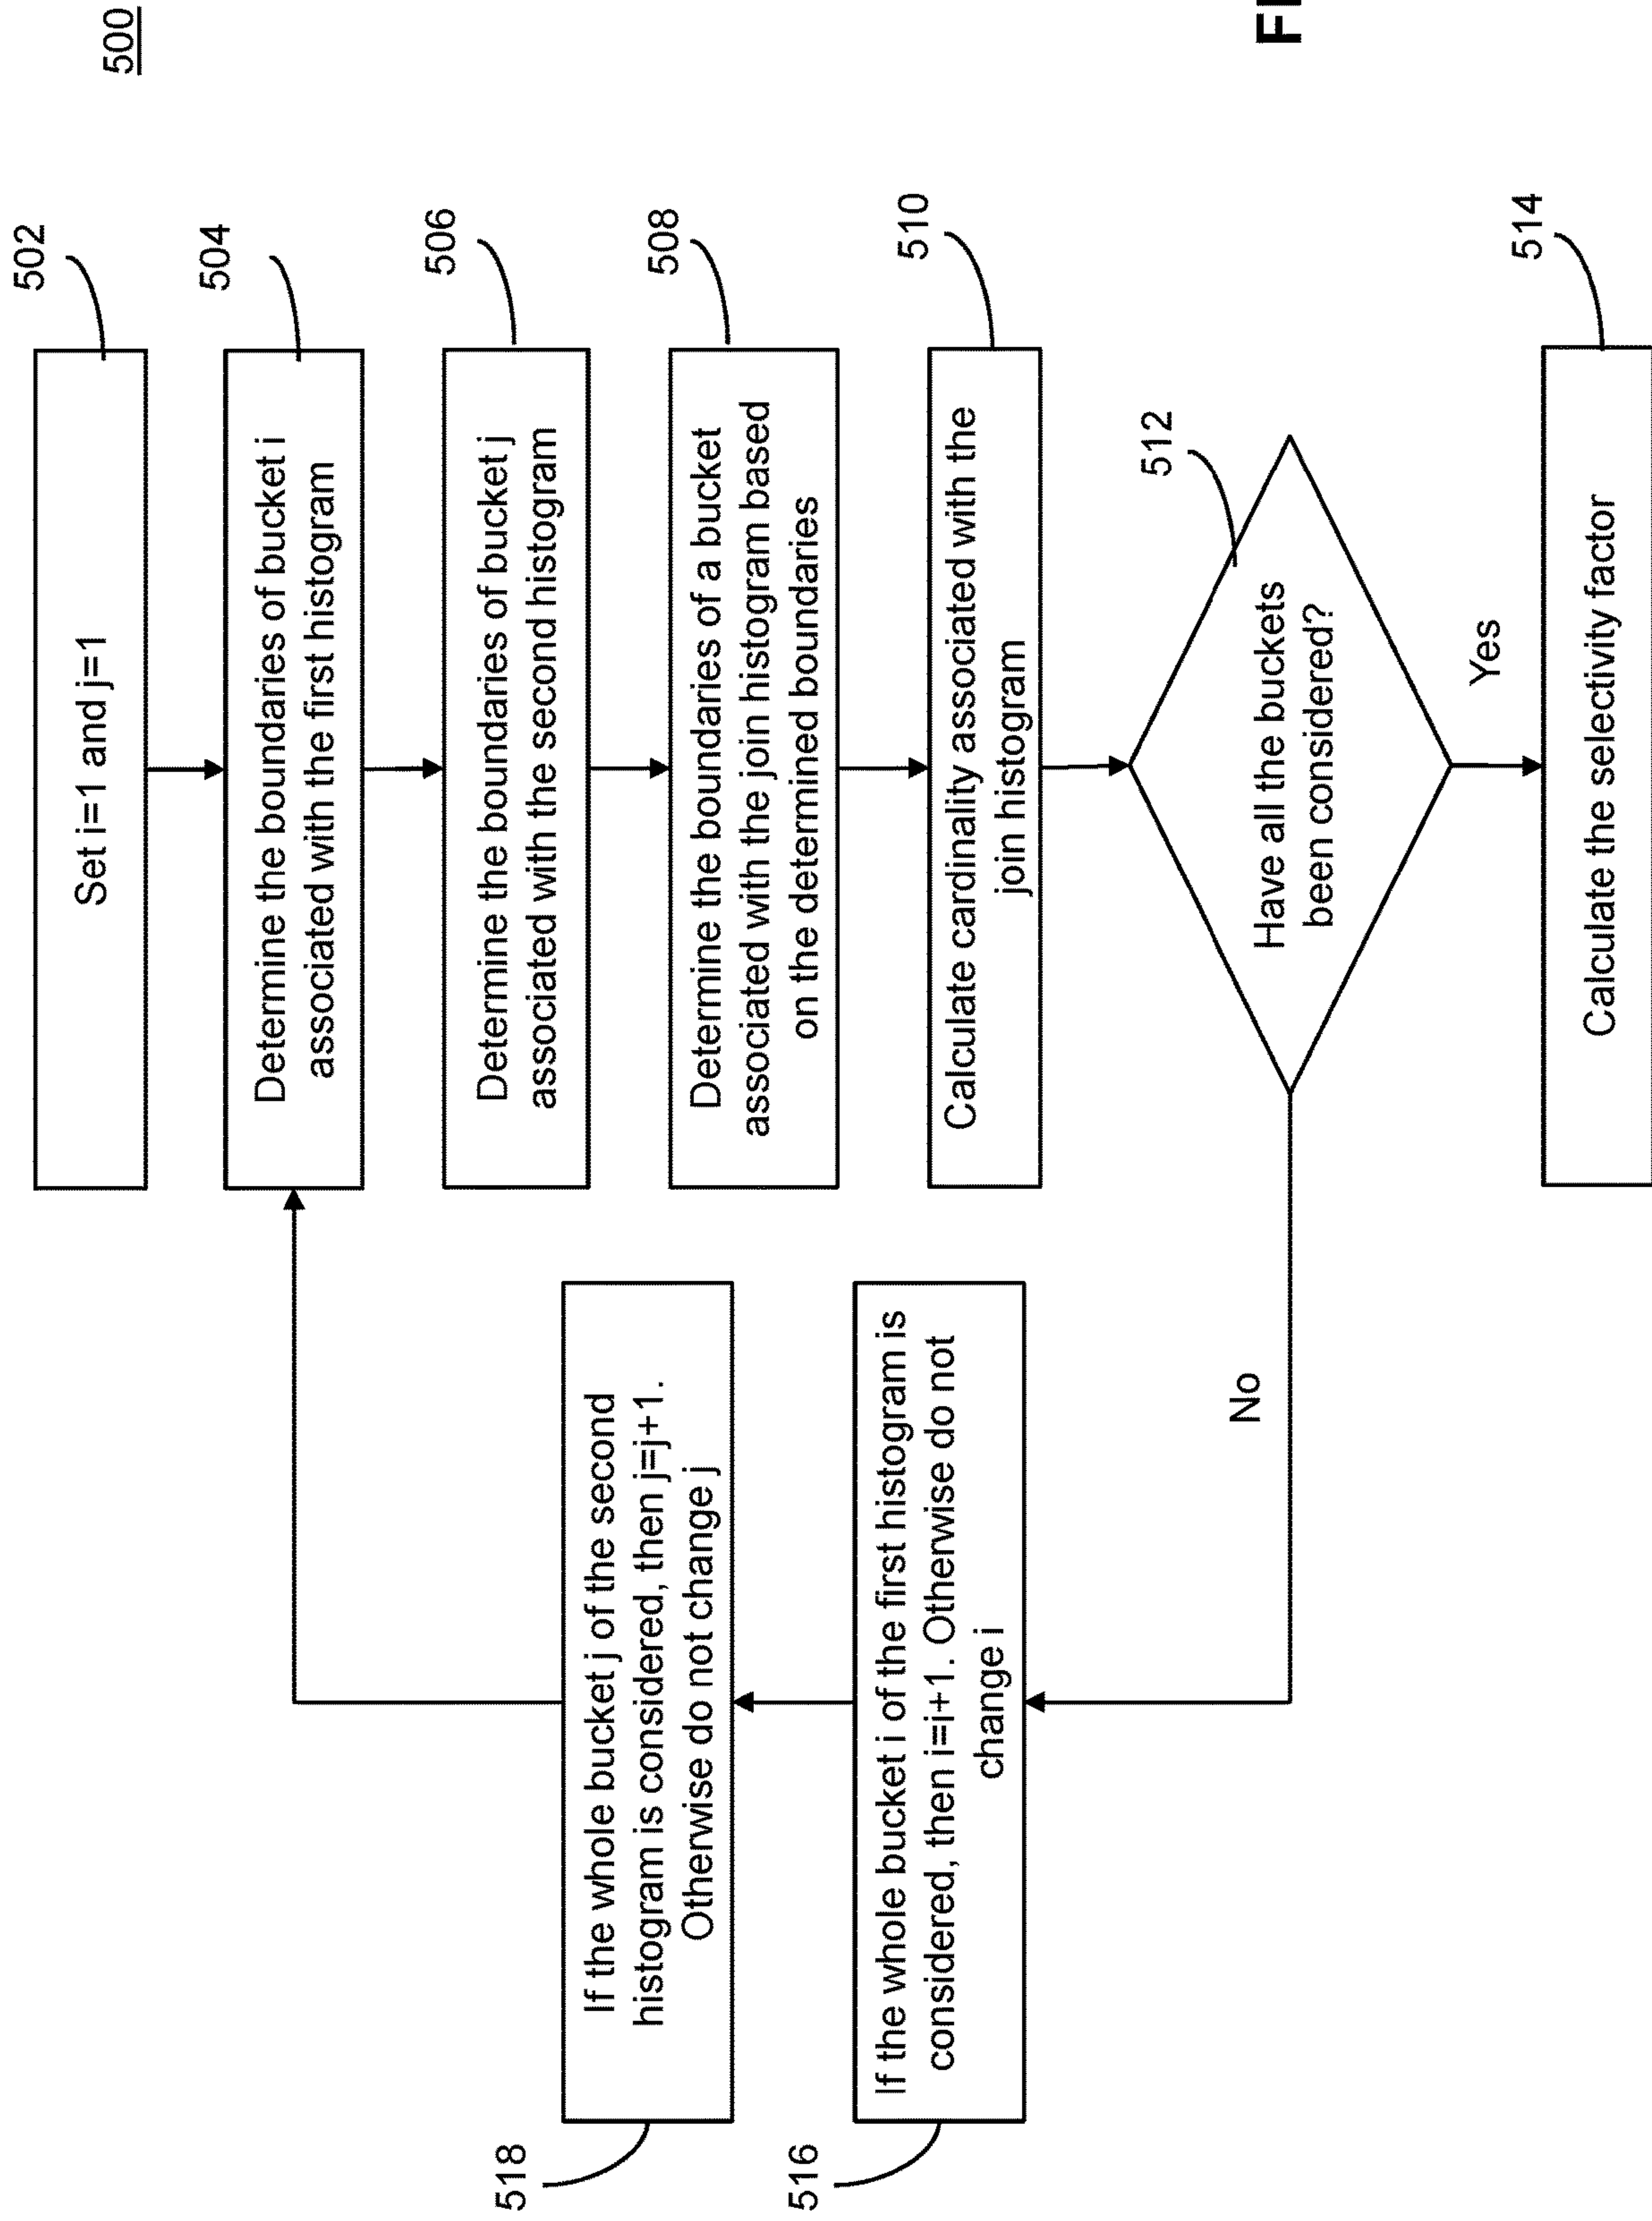 500
502
Set i=1 and j=1
504
Determine the boundaries of bucket i
associated with the first histogram
506
Determine the boundaries of bucket j
associated with the second histogram
508
Determine the boundaries of a bucket
associated with the join histogram based
on the determined boundaries
510
Calculate cardinality associated with the
join histogram
512
Have all the buckets
been considered?
Yes
514
Calculate the selectivity factor
No
516
If the whole bucket i of the first histogram is
considered, then i=i+1. Otherwise do not
change i
518
If the whole bucket j of the second
histogram is considered, then j=j+1.
Otherwise do not change j